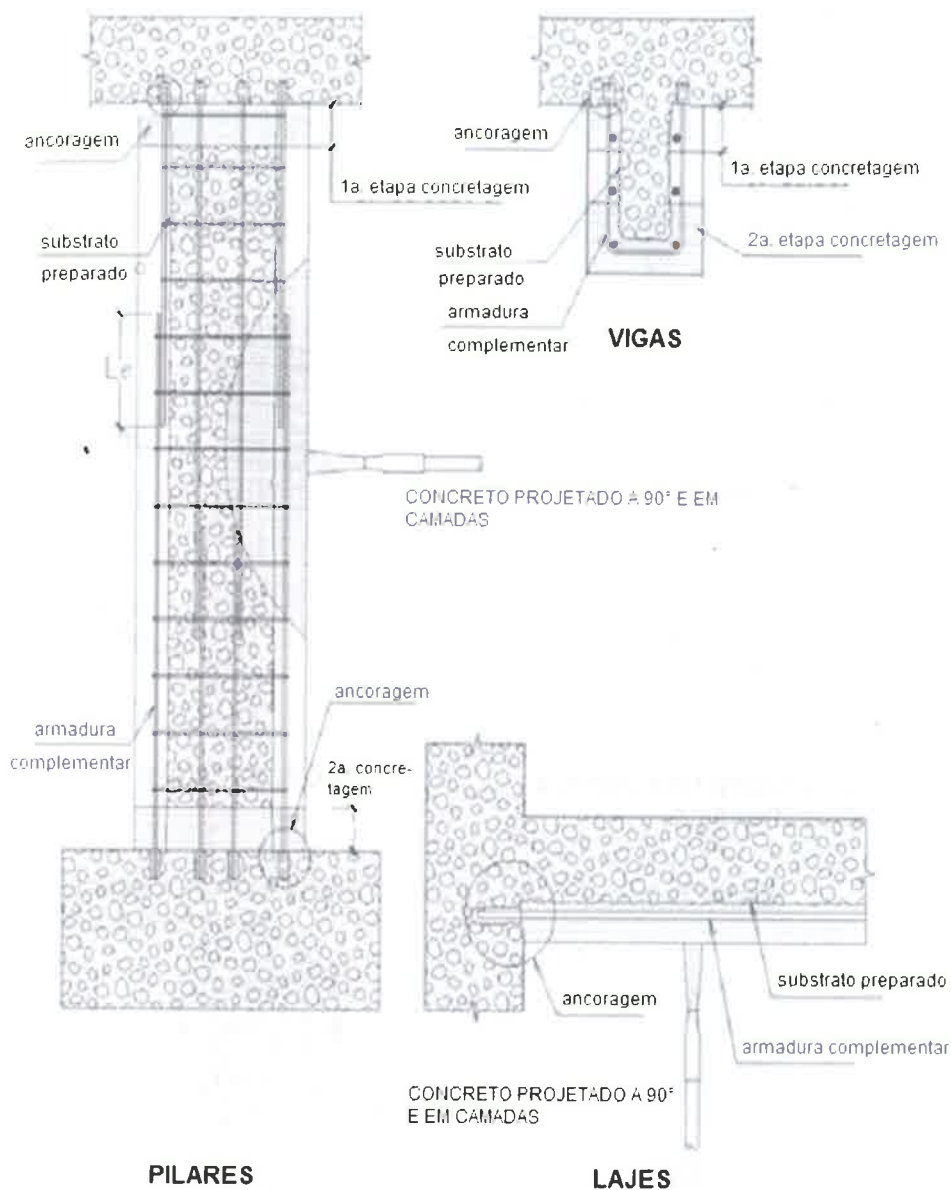 ancoragem
1a. etapa concretagem
substrato
preparado
armadura
complementar
2a. concre-
tagem
ancoragem
CONCRETO PROJETADO A 90° E EM
CAMADAS
PILARES
ancoragem
1a. etapa concretagem
substrato
preparado
2a. etapa concretagem
armadura
complementar
VIGAS
ancoragem
substrato preparado
armadura complementar
CONCRETO PROJETADO A 90°
E EM CAMADAS
LAJES